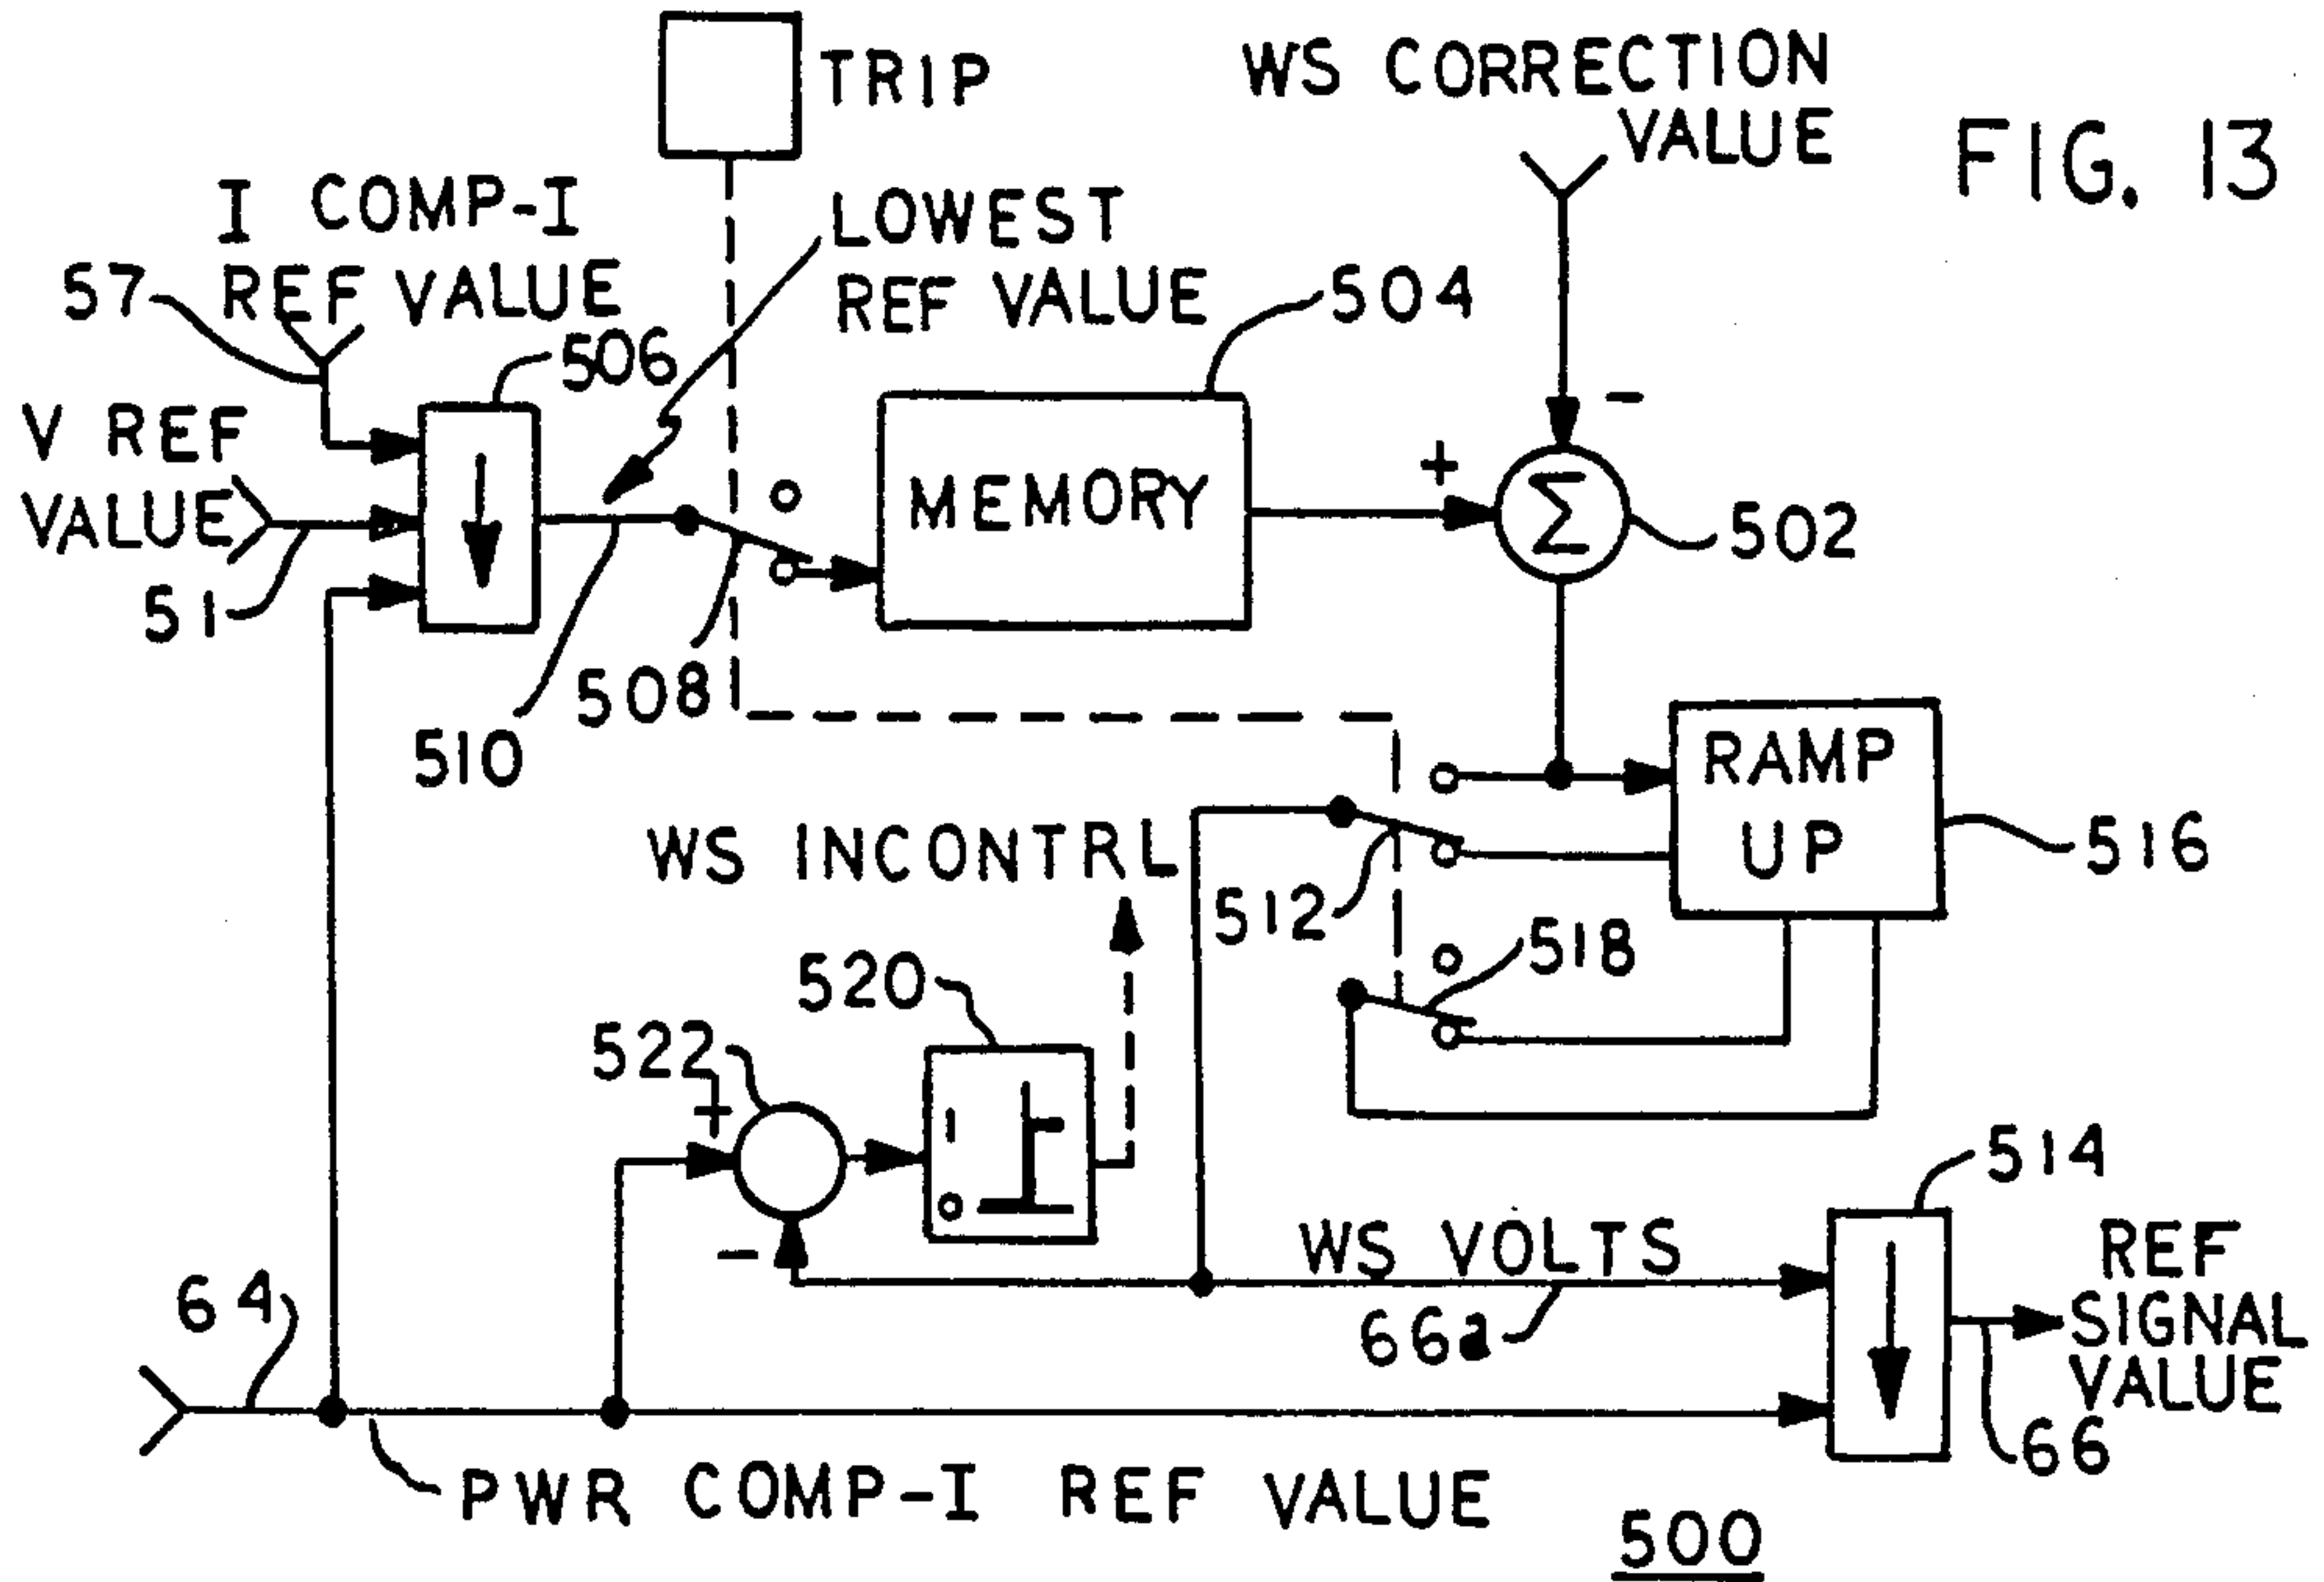 TRIP
WS CORRECTION
VALUE
FIG. 13
I COMP-I
REF VALUE
57
LOWEST
REF VALUE
504
506
V REF
VALUE
51
MEMORY
+
-
Σ
502
508
510
RAMP
UP
516
WS INCONTRL
512
518
520
522
+
-
1
0
514
WS VOLTS
66a
REF
SIGNAL
VALUE
66
64
PWR COMP-I REF VALUE
500